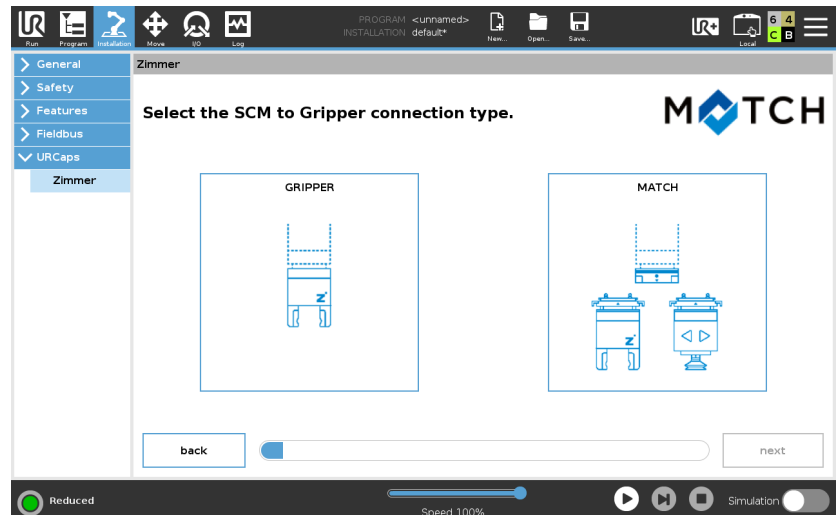 PROGRAM <unnamed>
INSTALLATION default*
UR
UR+
6 4
C B
Run Program Installation Move I/O Log New... Open... Save... Local
General
Safety
Features
Fieldbus
URCaps
Zimmer
Zimmer
Select the SCM to Gripper connection type.
MATCH
GRIPPER
Z
MATCH
Z
back
next
Reduced
Speed 100%
Simulation